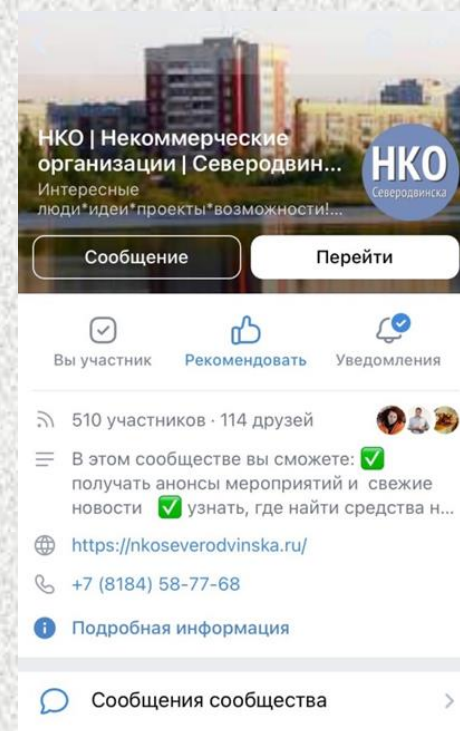 НКО | Некоммерческие
организации | Северодвин...
Интересные
люди*идеи*проекты*возможности!...
НКО
Северодвинска
Сообщение
Перейти
Вы участник
Рекомендовать
Уведомления
510 участников · 114 друзей
В этом сообществе вы сможете: ✅
получать анонсы мероприятий и свежие
новости ✅ узнать, где найти средства н...
https://nkoseverodvinska.ru/
+7 (8184) 58-77-68
Подробная информация
Сообщения сообщества